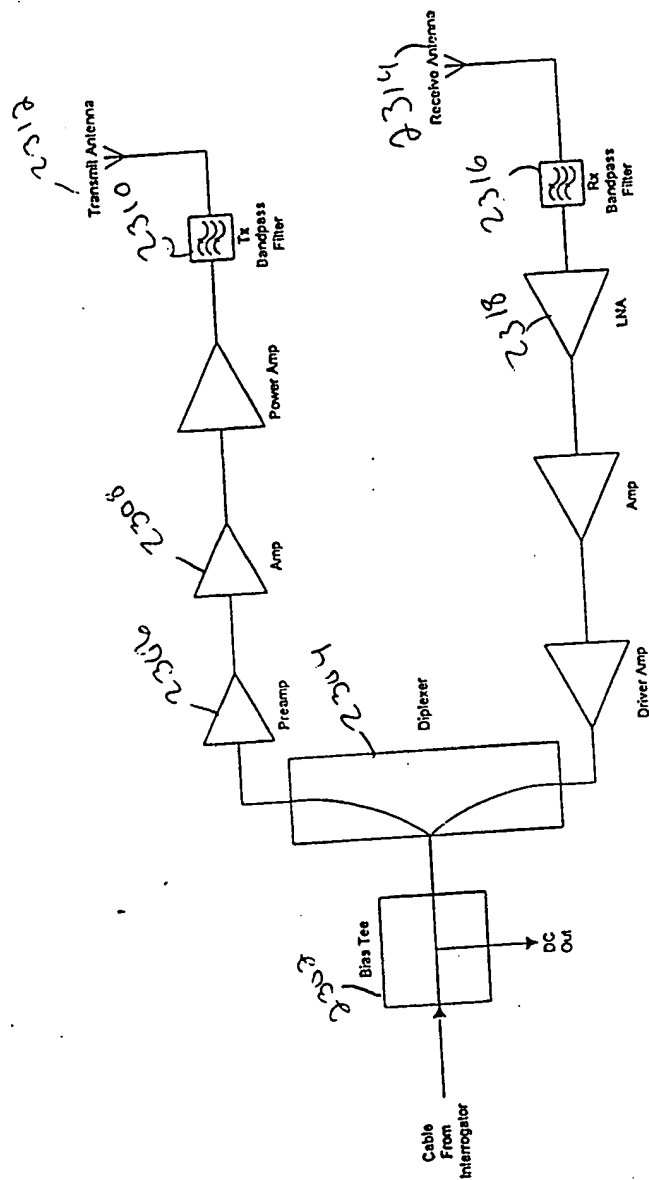 2312
Transmit Antenna
2310
Tx
Bandpass
Filter
Power Amp
2308
Amp
2306
Preamp
2304
Diplexer
2302
Bias Tee
DC
Out
Cable
From
Interrogator
2314
Receive Antenna
2316
Rx
Bandpass
Filter
2318
LNA
Amp
Driver Amp